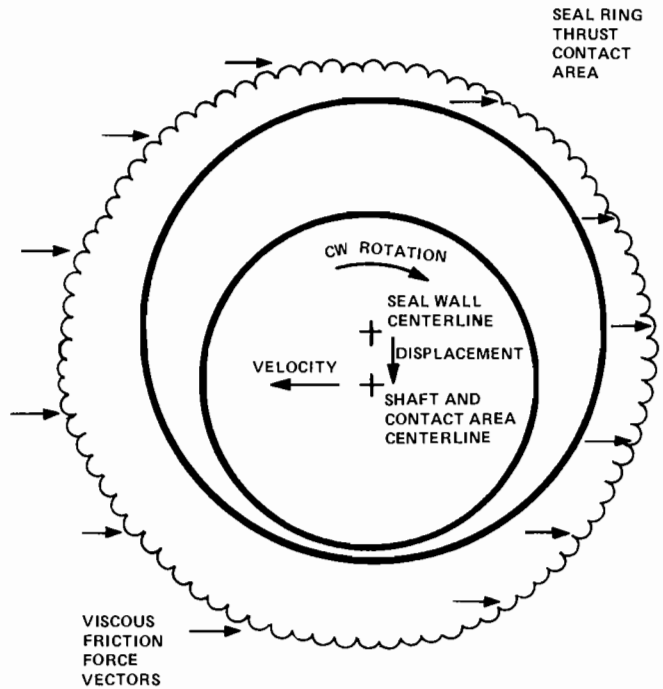 SEAL RING
THRUST
CONTACT
AREA
CW ROTATION
SEAL WALL
CENTERLINE
DISPLACEMENT
VELOCITY
SHAFT AND
CONTACT AREA
CENTERLINE
VISCOUS
FRICTION
FORCE
VECTORS